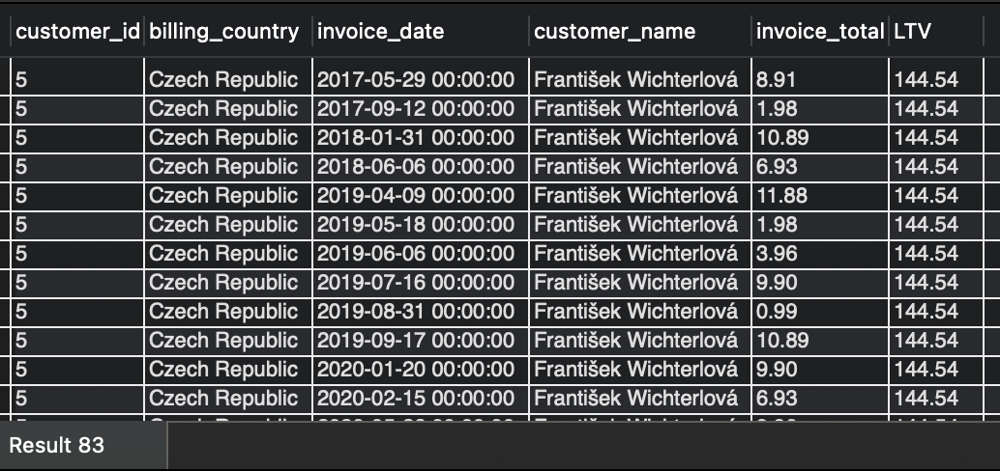 customer_id billing_country invoice_date customer_name invoice_total LTV
5 Czech Republic 2017-05-29 00:00:00 František Wichterlová 8.91 144.54
5 Czech Republic 2017-09-12 00:00:00 František Wichterlová 1.98 144.54
5 Czech Republic 2018-01-31 00:00:00 František Wichterlová 10.89 144.54
5 Czech Republic 2018-06-06 00:00:00 František Wichterlová 6.93 144.54
5 Czech Republic 2019-04-09 00:00:00 František Wichterlová 11.88 144.54
5 Czech Republic 2019-05-18 00:00:00 František Wichterlová 1.98 144.54
5 Czech Republic 2019-06-06 00:00:00 František Wichterlová 3.96 144.54
5 Czech Republic 2019-07-16 00:00:00 František Wichterlová 9.90 144.54
5 Czech Republic 2019-08-31 00:00:00 František Wichterlová 0.99 144.54
5 Czech Republic 2019-09-17 00:00:00 František Wichterlová 10.89 144.54
5 Czech Republic 2020-01-20 00:00:00 František Wichterlová 9.90 144.54
5 Czech Republic 2020-02-15 00:00:00 František Wichterlová 6.93 144.54
Result 83